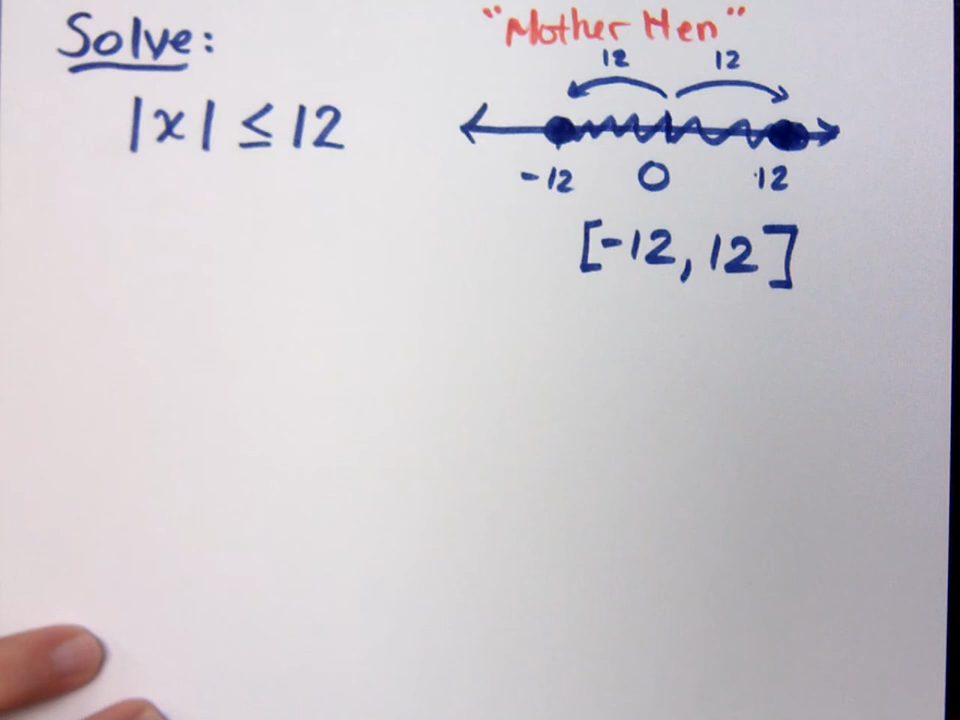 Solve:
"Mother Hen"
12 12
|x| ≤ 12
-12 0 12
[-12, 12]